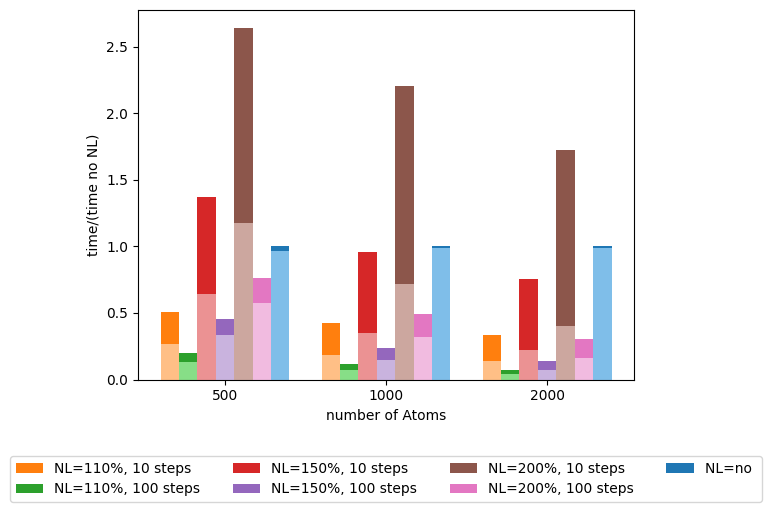 2.5
2.0
1.5
1.0
0.5
0.0
time/(time no NL)
500 1000 2000
number of Atoms
NL=110%, 10 steps NL=150%, 10 steps NL=200%, 10 steps NL=no
NL=110%, 100 steps NL=150%, 100 steps NL=200%, 100 steps